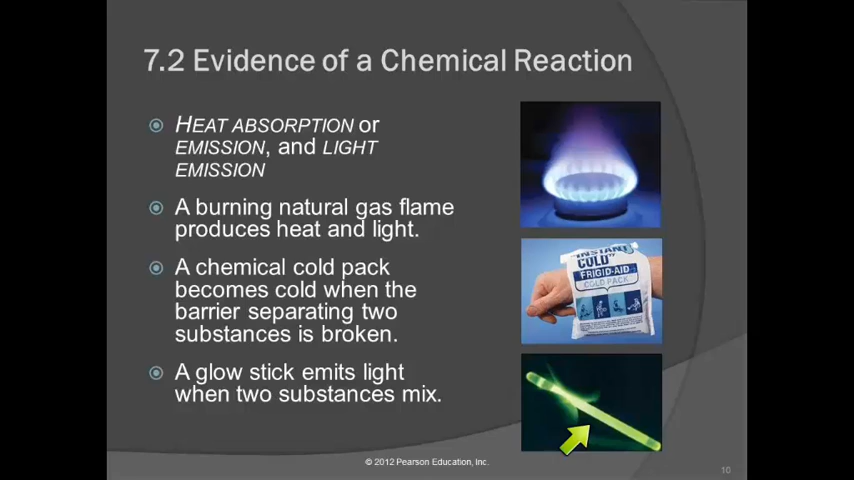 7.2 Evidence of a Chemical Reaction
HEAT ABSORPTION or
EMISSION, and LIGHT
EMISSION
A burning natural gas flame
produces heat and light.
A chemical cold pack
becomes cold when the
barrier separating two
substances is broken.
A glow stick emits light
when two substances mix.
INSTANT
COLD
FRIGID-AID
COLD PACK
© 2012 Pearson Education, Inc.
10